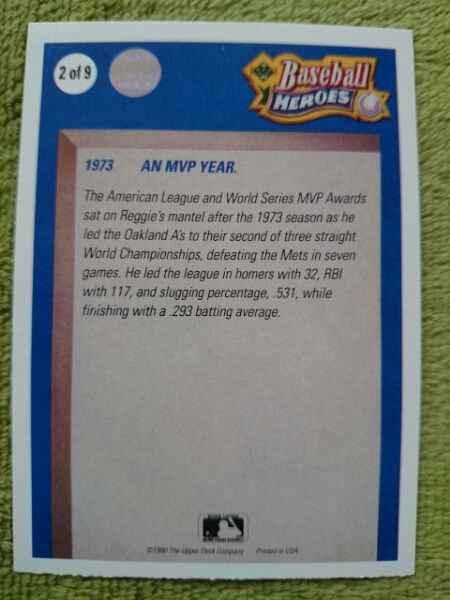 2 of 9
Baseball
HEROES
1973 AN MVP YEAR.
The American League and World Series MVP Awards
sat on Reggie's mantel after the 1973 season as he
led the Oakland A's to their second of three straight
World Championships, defeating the Mets in seven
games. He led the league in homers with 32, RBI
with 117, and slugging percentage, .531, while
finishing with a .293 batting average.
©1990 The Upper Deck Company Printed in USA